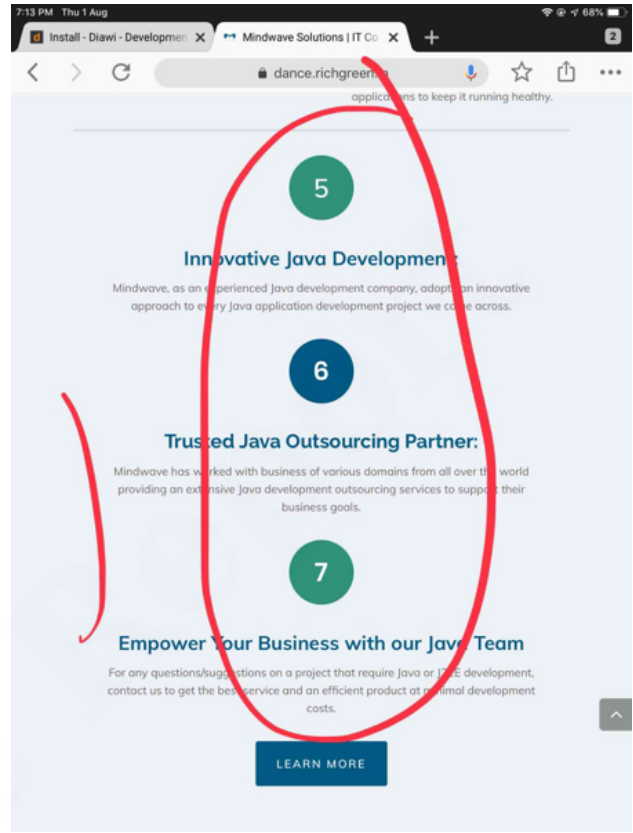 7:13 PM Thu 1 Aug
68%
Install - Diawi - Developmen
Mindwave Solutions | IT Co
2
dance.richgreen
applications to keep it running healthy.
5
Innovative Java Development:
Mindwave, as an experienced Java development company, adopts an innovative
approach to every Java application development project we come across.
6
Trusted Java Outsourcing Partner:
Mindwave has worked with business of various domains from all over the world
providing an extensive Java development outsourcing services to support their
business goals.
7
Empower Your Business with our Java Team
For any questions/suggestions on a project that require Java or J2EE development,
contact us to get the best service and an efficient product at minimal development
costs.
LEARN MORE